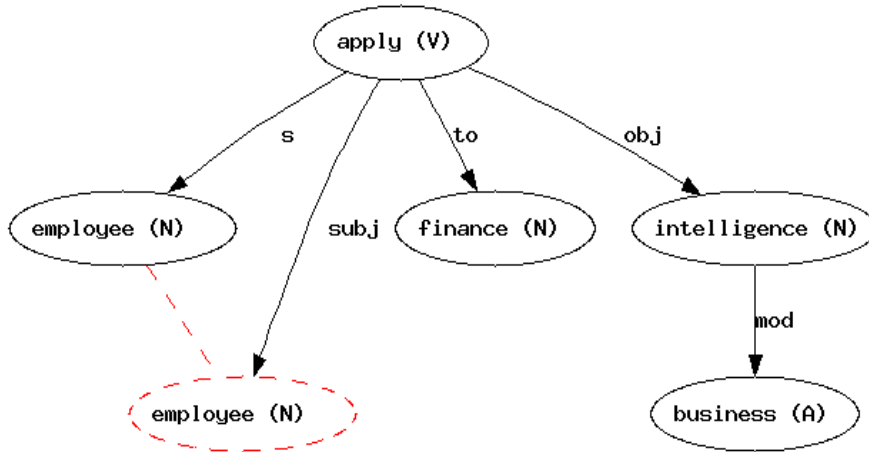 apply (V)
s
to
obj
employee (N)
subj
finance (N)
intelligence (N)
mod
employee (N)
business (A)